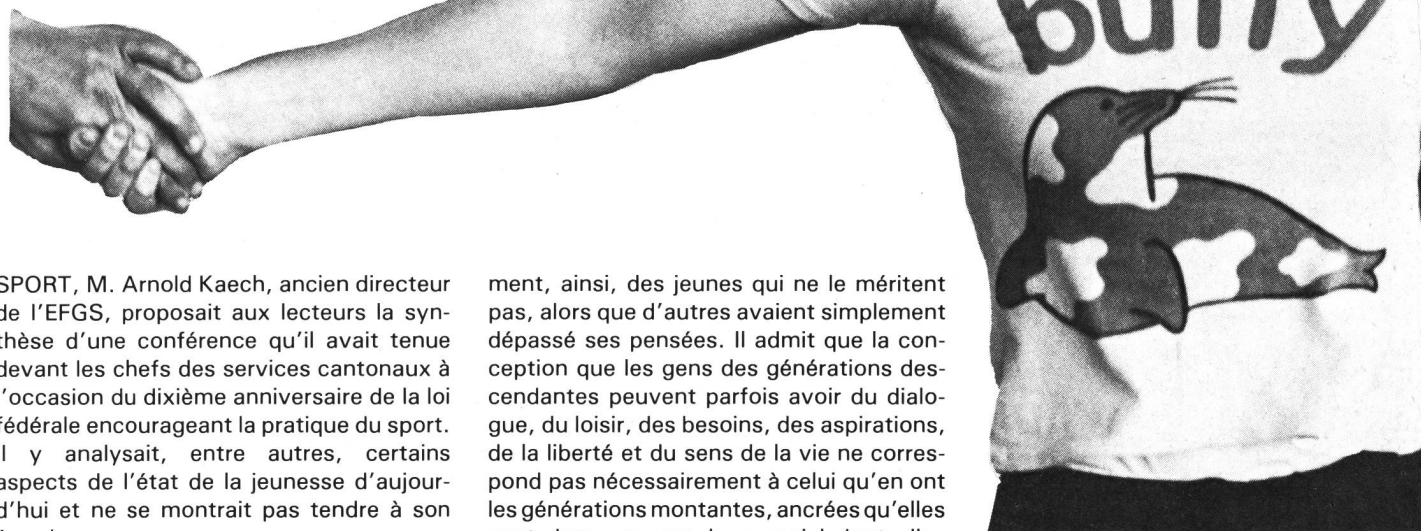 buffy
SPORT, M. Arnold Kaech, ancien directeur
de l'EFGS, proposait aux lecteurs la syn-
thèse d'une conférence qu'il avait tenue
devant les chefs des services cantonaux à
l'occasion du dixième anniversaire de la loi
fédérale encourageant la pratique du sport.
Il y analysait, entre autres, certains
aspects de l'état de la jeunesse d'aujour-
d'hui et ne se montrait pas tendre à son
ment, ainsi, des jeunes qui ne le méritent
pas, alors que d'autres avaient simplement
dépassé ses pensées. Il admit que la con-
ception que les gens des générations des-
cendantes peuvent parfois avoir du dialo-
gue, du loisir, des besoins, des aspirations,
de la liberté et du sens de la vie ne corres-
pond pas nécessairement à celui qu'en ont
les générations montantes, ancrées qu'elles